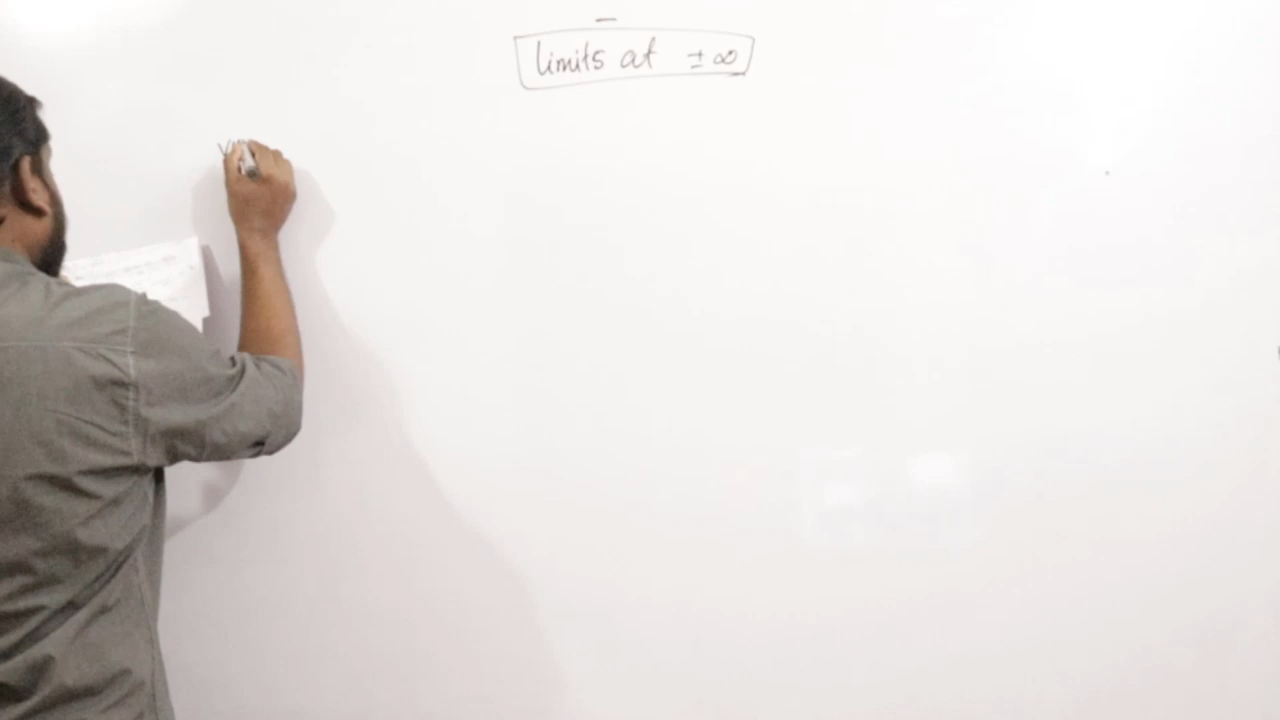 limits at ± ∞